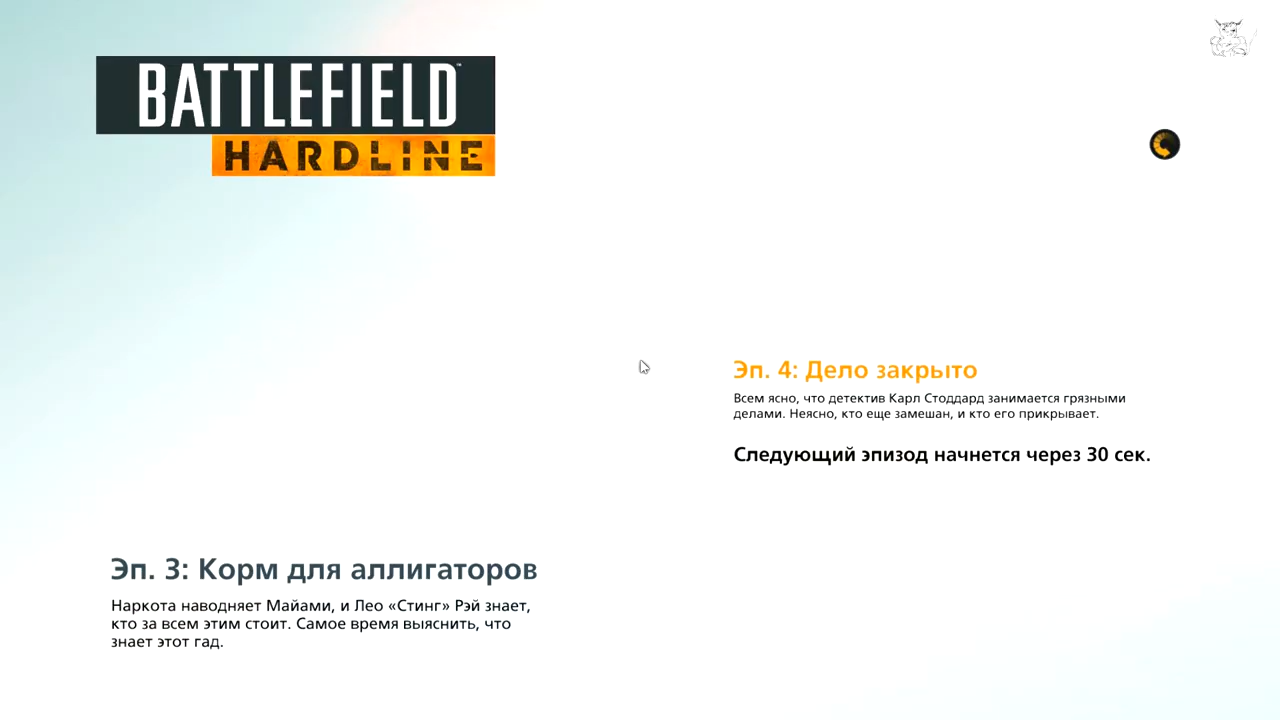 BATTLEFIELD™
HARDLINE
Эп. 4: Дело закрыто
Всем ясно, что детектив Карл Стоддард занимается грязными
делами. Неясно, кто еще замешан, и кто его прикрывает.
Следующий эпизод начнется через 30 сек.
Эп. 3: Корм для аллигаторов
Наркота наводняет Майами, и Лео «Стинг» Рэй знает,
кто за всем этим стоит. Самое время выяснить, что
знает этот гад.